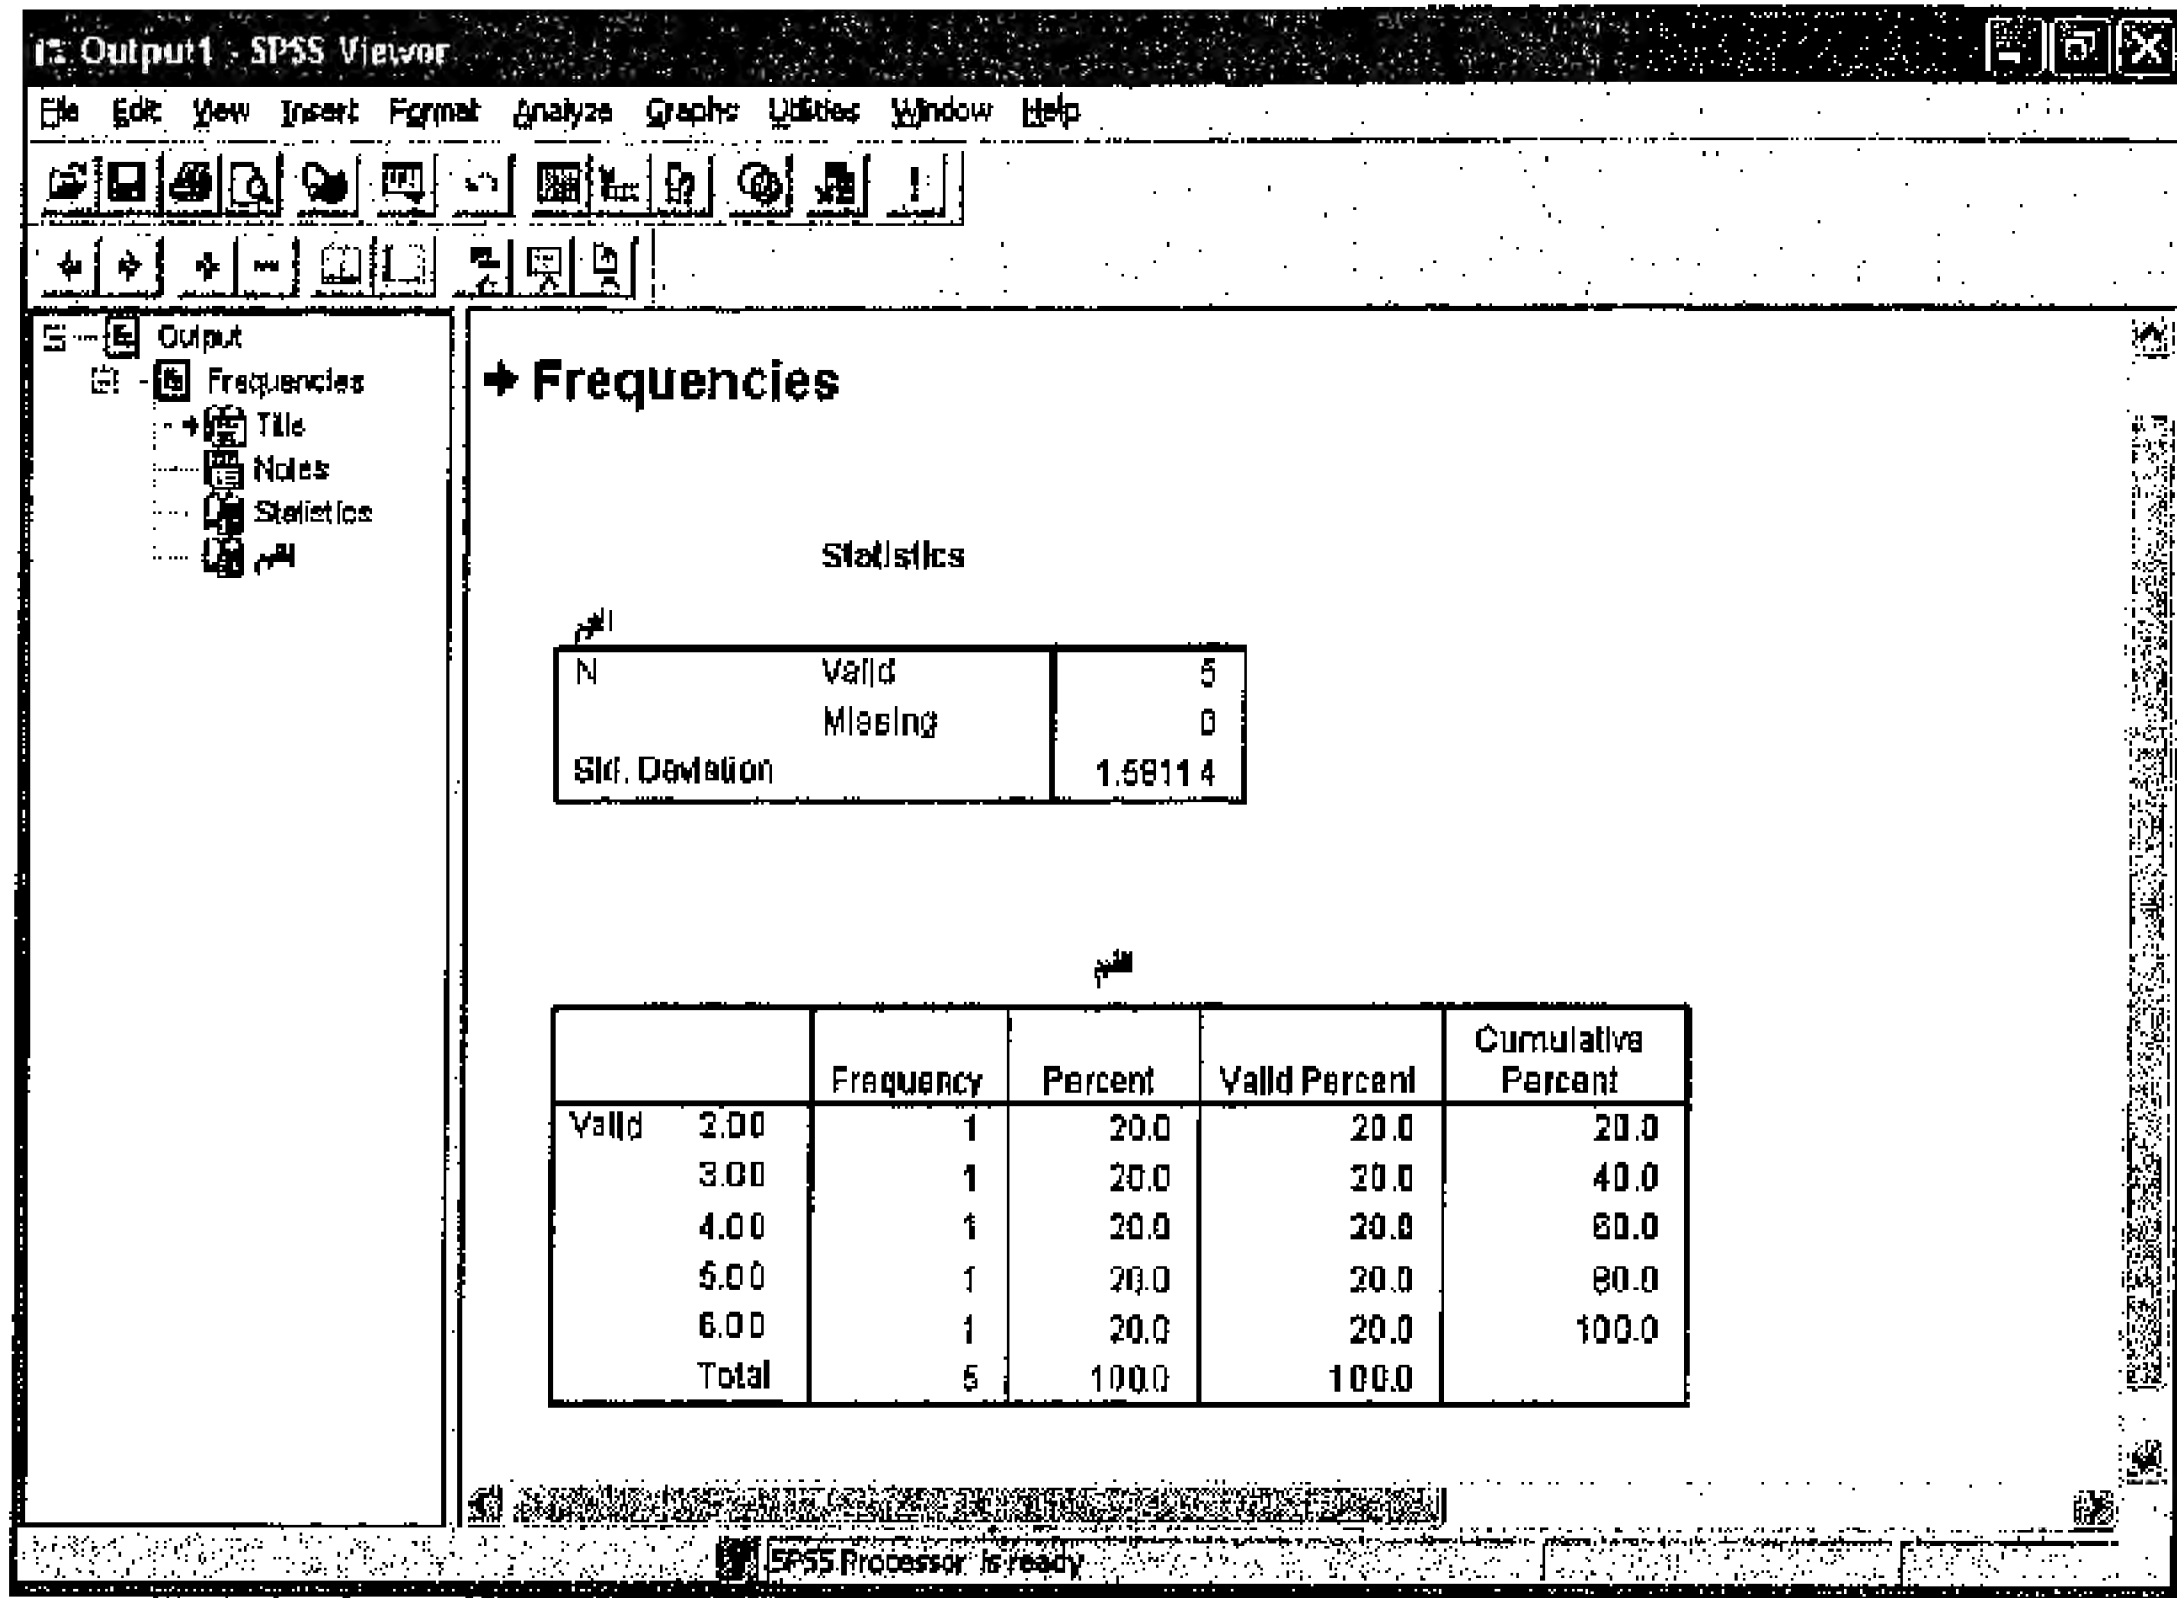 Output1 - SPSS Viewer
File Edit View Insert Format Analyze Graphs Utilities Window Help
Output
Frequencies
Title
Notes
Statistics
القيم
Frequencies
Statistics
القيم
N Valid 5
Missing 0
Std. Deviation 1.58114
القيم
Frequency Percent Valid Percent Cumulative Percent
Valid 2.00 1 20.0 20.0 20.0
3.00 1 20.0 20.0 40.0
4.00 1 20.0 20.0 60.0
5.00 1 20.0 20.0 80.0
6.00 1 20.0 20.0 100.0
Total 5 100.0 100.0
SPSS Processor is ready